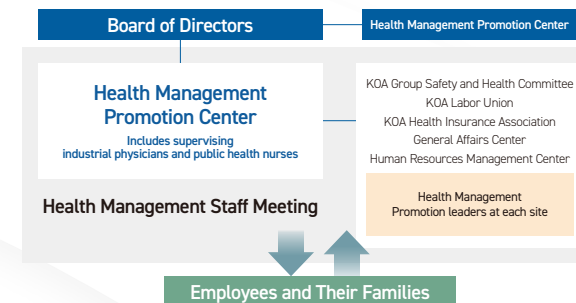 Board of Directors
Health Management Promotion Center
Health Management
Promotion Center
Includes supervising
industrial physicians and public health nurses
Health Management Staff Meeting
KOA Group Safety and Health Committee
KOA Labor Union
KOA Health Insurance Association
General Affairs Center
Human Resources Management Center
Health Management
Promotion leaders at each site
Employees and Their Families